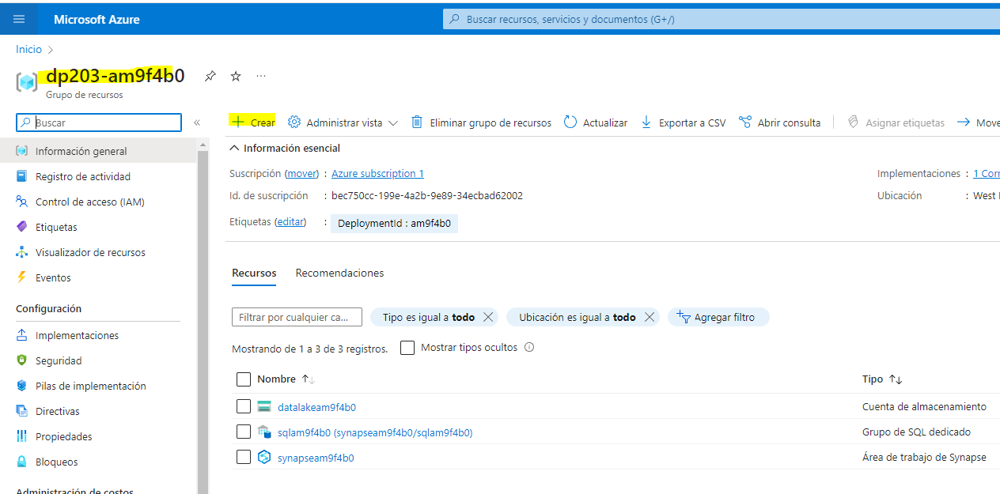 Microsoft Azure
Buscar recursos, servicios y documentos (G+/)
Inicio
dp203-am9f4b0
Grupo de recursos
Buscar
Crear
Administrar vista
Eliminar grupo de recursos
Actualizar
Exportar a CSV
Abrir consulta
Asignar etiquetas
Información general
Registro de actividad
Control de acceso (IAM)
Etiquetas
Visualizador de recursos
Eventos
Configuración
Implementaciones
Seguridad
Pilas de implementación
Directivas
Propiedades
Bloqueos
Administración de costos
Información esencial
Suscripción (mover) : Azure subscription 1
Id. de suscripción : bec750cc-199e-4a2b-9e89-34ecbad62002
Etiquetas (editar) : DeploymentId : am9f4b0
Implementaciones : 1
Ubicación : West
Recursos Recomendaciones
Filtrar por cualquier ca...
Tipo es igual a todo
Ubicación es igual a todo
Agregar filtro
Mostrando de 1 a 3 de 3 registros.
Mostrar tipos ocultos
Nombre Tipo
datalakeam9f4b0 Cuenta de almacenamiento
sqlam9f4b0 (synapseam9f4b0/sqlam9f4b0) Grupo de SQL dedicado
synapseam9f4b0 Área de trabajo de Synapse